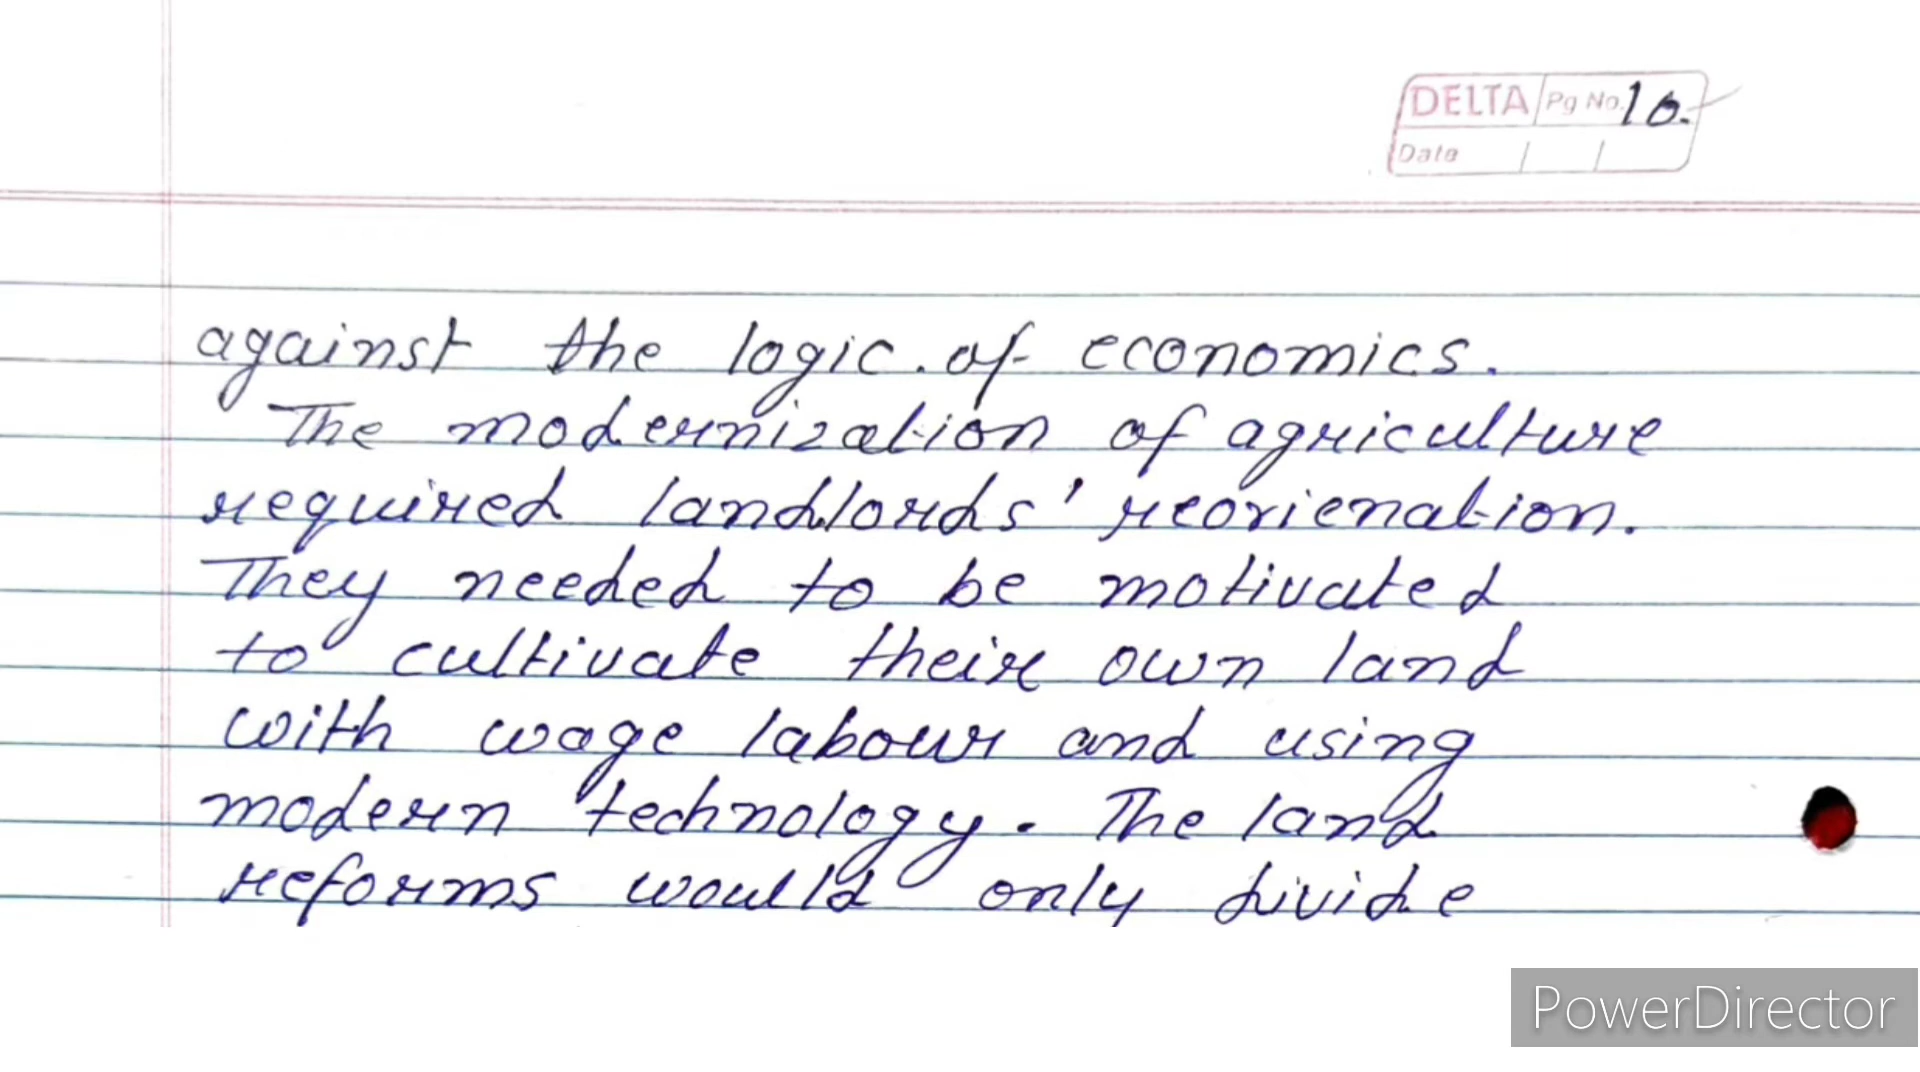 DELTA Pg No. 10.
Date
against the logic. of economics.
The modernization of agriculture
required landlords' reorienation.
They needed to be motivated
to cultivate their own land
with wage labour and using
modern technology. The land
reforms would only divide
PowerDirector